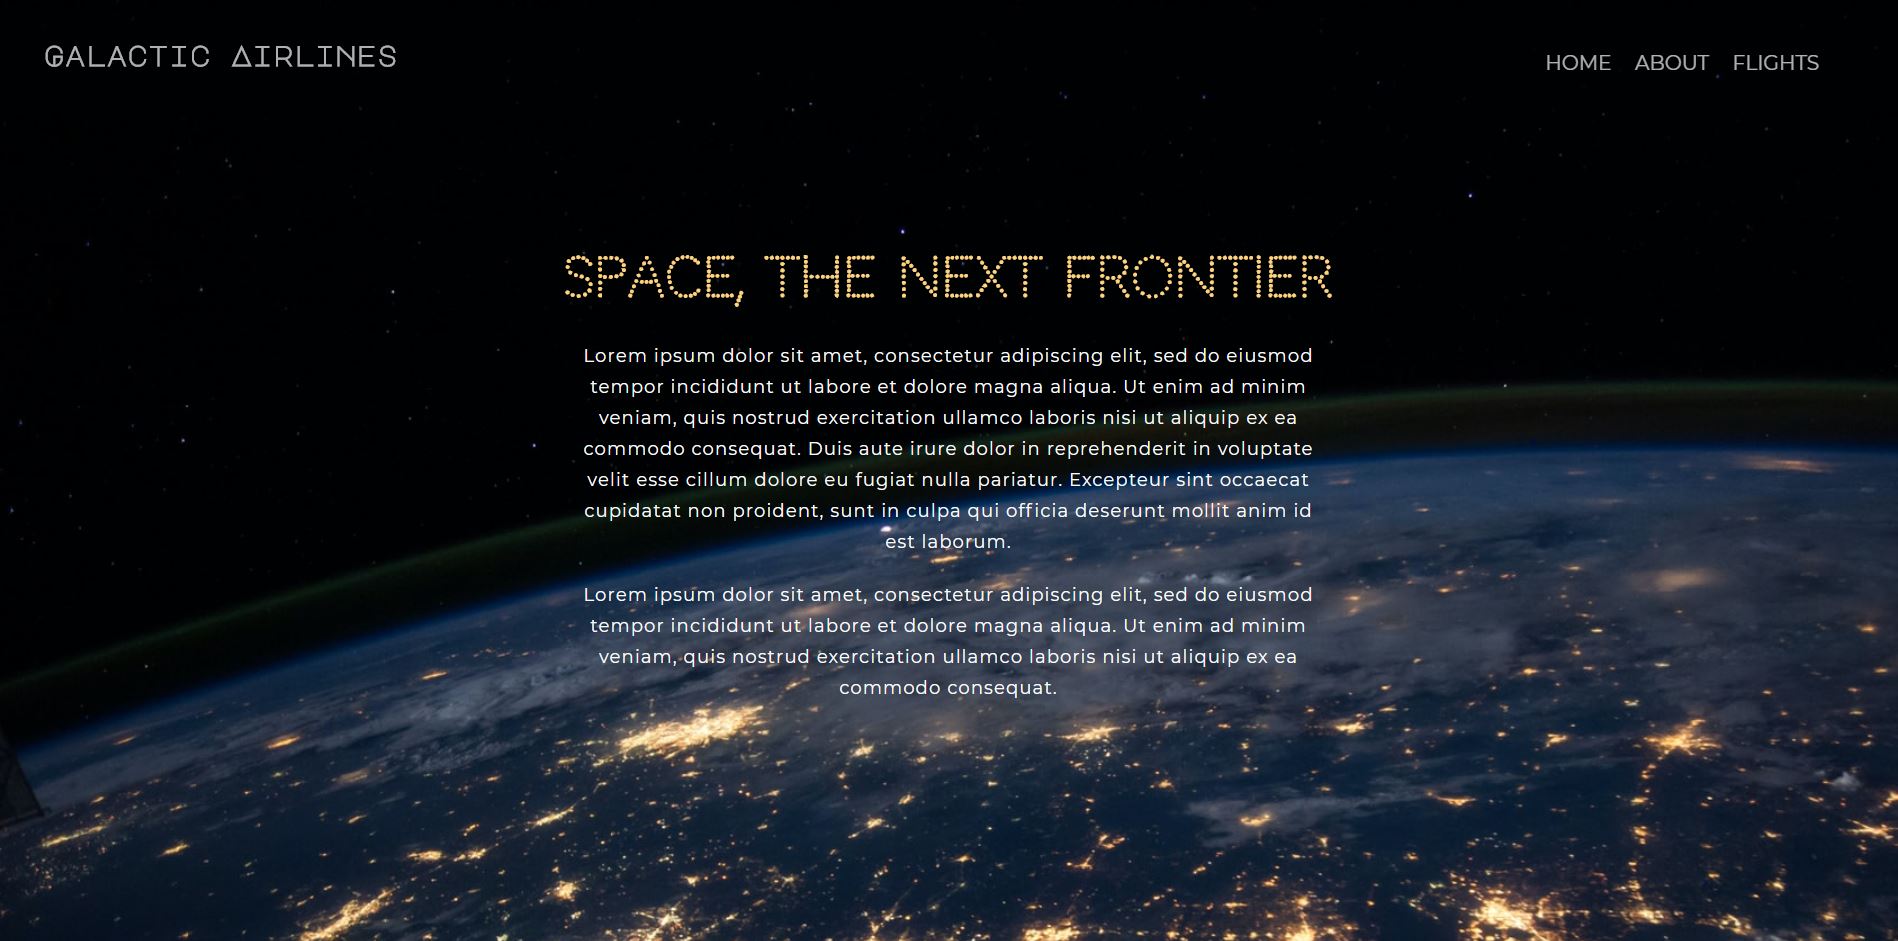 GALACTIC AIRLINES
HOME ABOUT FLIGHTS
SPACE, THE NEXT FRONTIER
Lorem ipsum dolor sit amet, consectetur adipiscing elit, sed do eiusmod
tempor incididunt ut labore et dolore magna aliqua. Ut enim ad minim
veniam, quis nostrud exercitation ullamco laboris nisi ut aliquip ex ea
commodo consequat. Duis aute irure dolor in reprehenderit in voluptate
velit esse cillum dolore eu fugiat nulla pariatur. Excepteur sint occaecat
cupidatat non proident, sunt in culpa qui officia deserunt mollit anim id
est laborum.
Lorem ipsum dolor sit amet, consectetur adipiscing elit, sed do eiusmod
tempor incididunt ut labore et dolore magna aliqua. Ut enim ad minim
veniam, quis nostrud exercitation ullamco laboris nisi ut aliquip ex ea
commodo consequat.